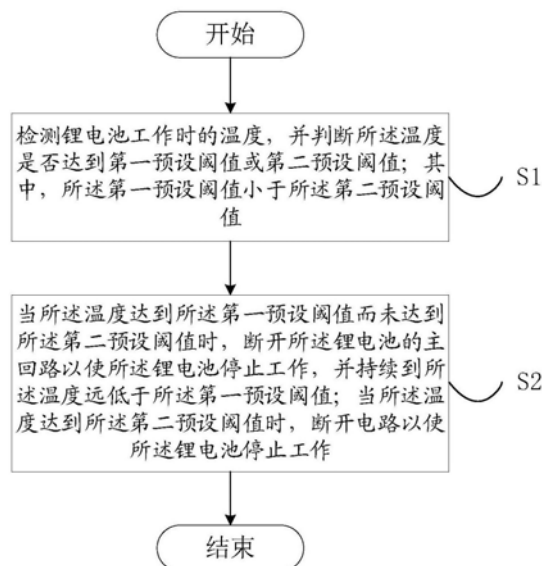 开始
检测锂电池工作时的温度，并判断所述温度
是否达到第一预设阈值或第二预设阈值；其
中，所述第一预设阈值小于所述第二预设阈
值
S1
当所述温度达到所述第一预设阈值而未达到
所述第二预设阈值时，断开所述锂电池的主
回路以使所述锂电池停止工作，并持续到所
述温度远低于所述第一预设阈值；当所述温
度达到所述第二预设阈值时，断开电路以使
所述锂电池停止工作
S2
结束